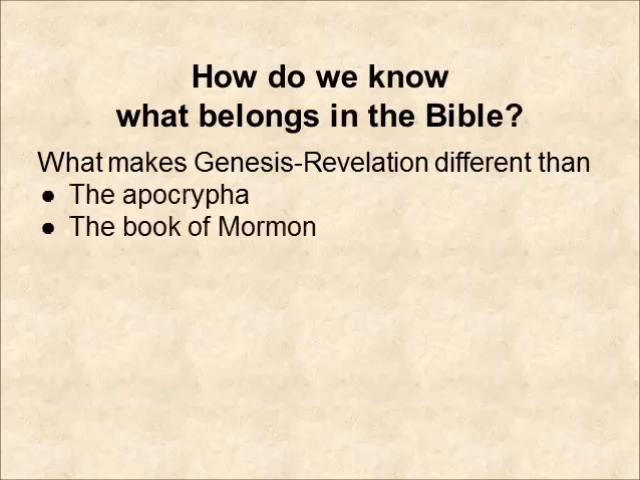 How do we know
what belongs in the Bible?
What makes Genesis-Revelation different than
● The apocrypha
● The book of Mormon